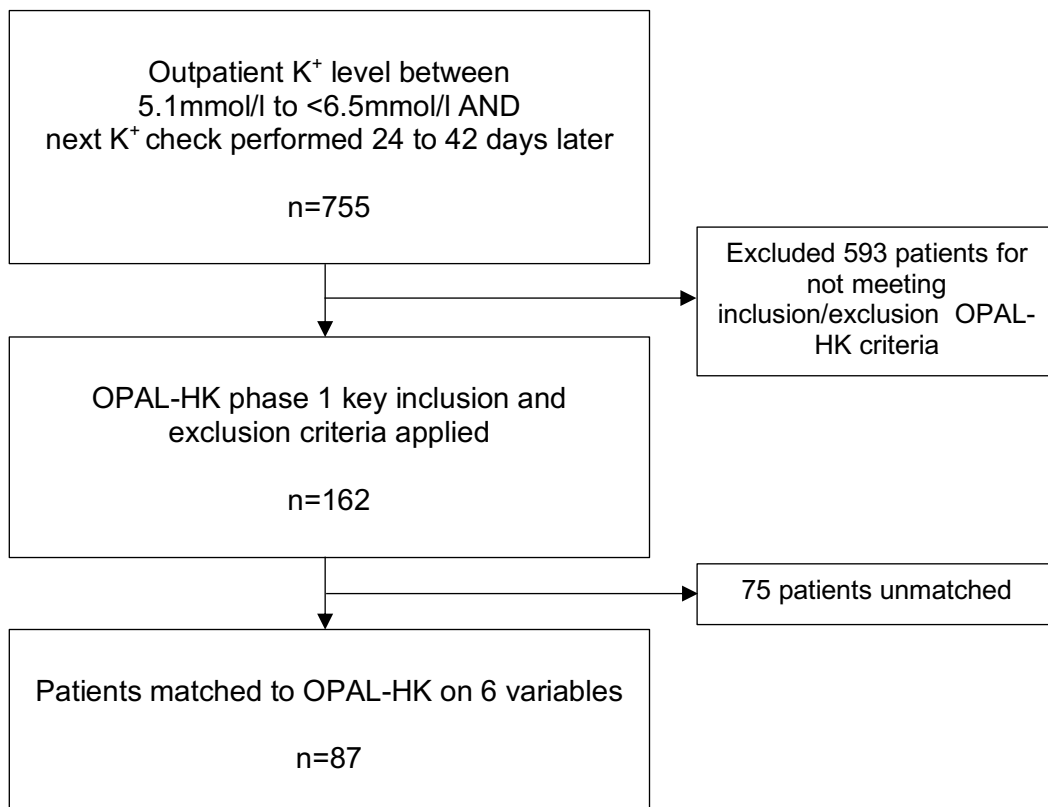 Outpatient K⁺ level between
5.1mmol/l to <6.5mmol/l AND
next K⁺ check performed 24 to 42 days later
n=755
Excluded 593 patients for
not meeting
inclusion/exclusion OPAL-
HK criteria
OPAL-HK phase 1 key inclusion and
exclusion criteria applied
n=162
75 patients unmatched
Patients matched to OPAL-HK on 6 variables
n=87